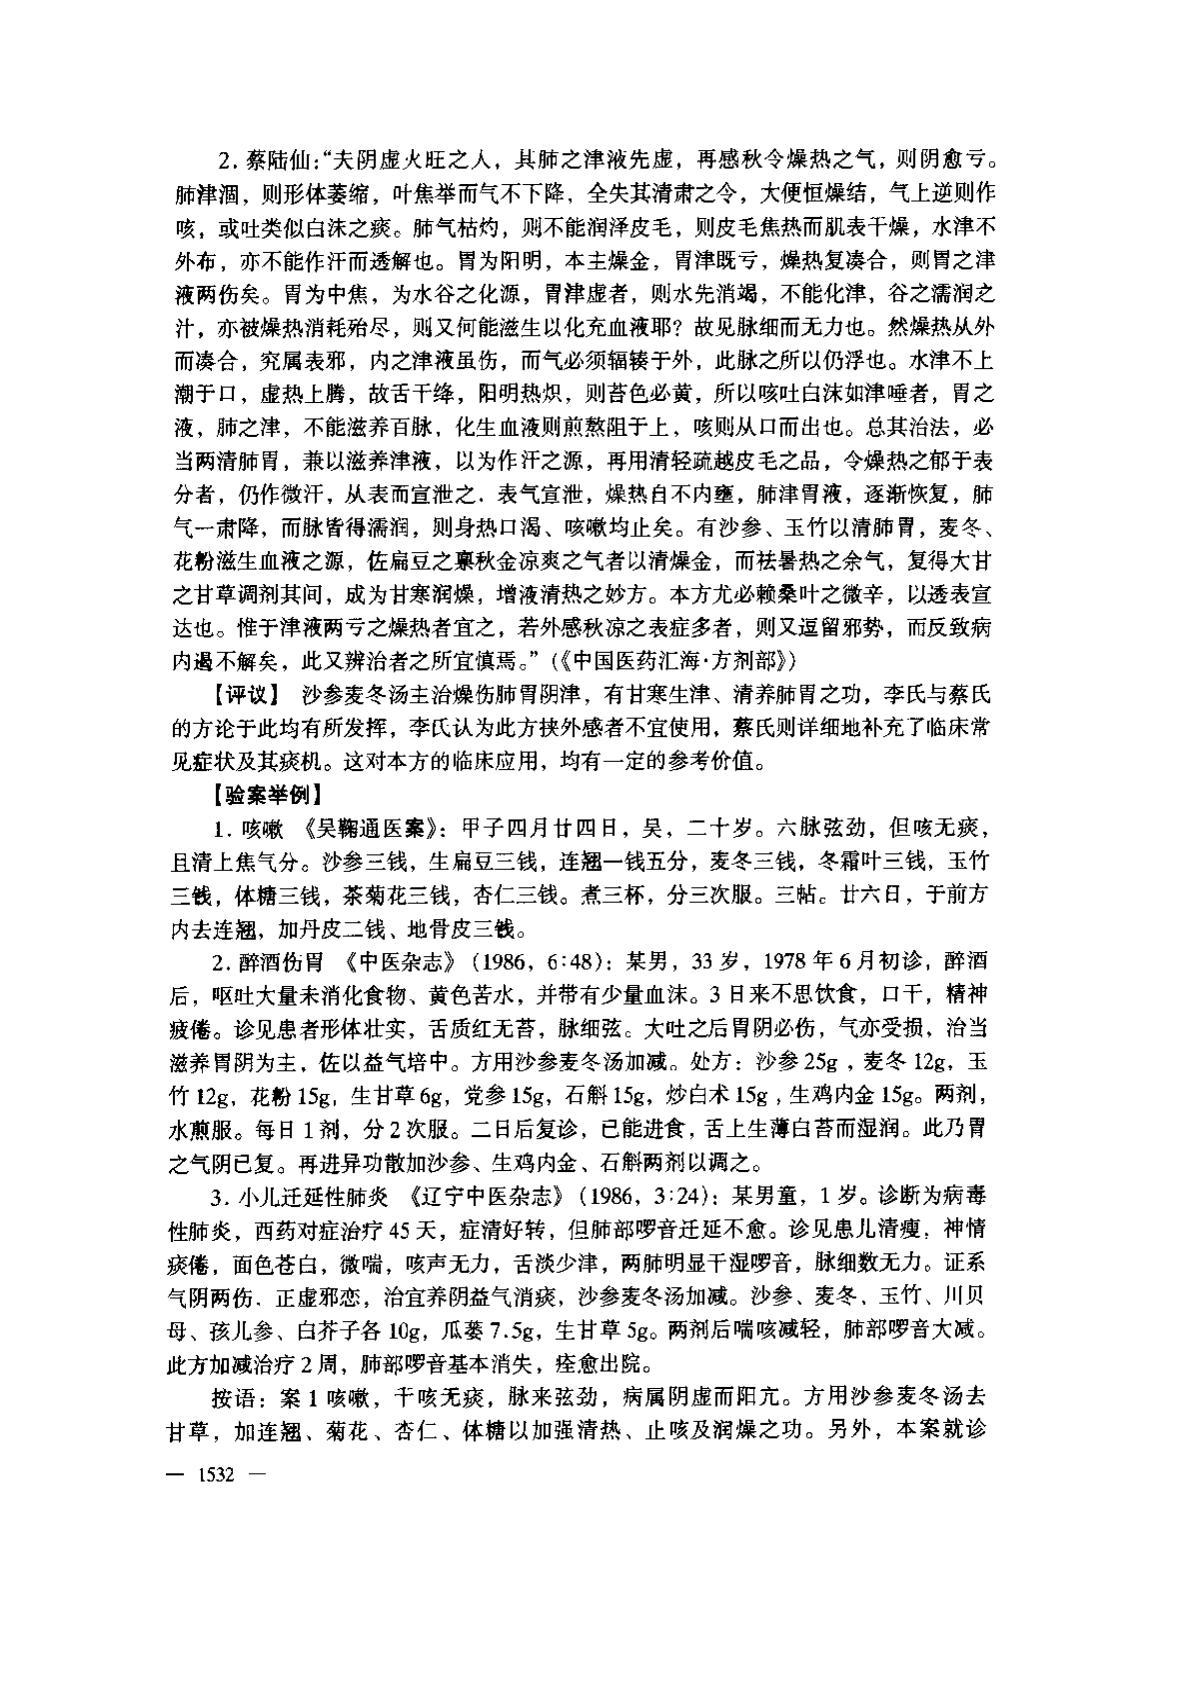 2. 蔡陆仙:“夫阴虚火旺之人，其肺之津液先虚，再感秋令燥热之气，则阴愈亏。
肺津涸，则形体萎缩，叶焦举而气不下降，全失其清肃之令，大便恒燥结，气上逆则作
咳，或吐类似白沫之痰。肺气枯灼，则不能润泽皮毛，则皮毛焦热而肌表干燥，水津不
外布，亦不能作汗而透解也。胃为阳明，本主燥金，胃津既亏，燥热复凑合，则胃之津
液两伤矣。胃为中焦，为水谷之化源，胃津虚者，则水先消竭，不能化津，谷之濡润之
汁，亦被燥热消耗殆尽，则又何能滋生以化充血液耶？故见脉细而无力也。然燥热从外
而凑合，究属表邪，内之津液虽伤，而气必须辐辏于外，此脉之所以仍浮也。水津不上
潮于口，虚热上腾，故舌干绛，阳明热炽，则苔色必黄，所以咳吐白沫如津唾者，胃之
液，肺之津，不能滋养百脉，化生血液则煎熬阻于上，咳则从口而出也。总其治法，必
当两清肺胃，兼以滋养津液，以为作汗之源，再用清轻疏越皮毛之品，令燥热之郁于表
分者，仍作微汗，从表而宣泄之．表气宣泄，燥热自不内壅，肺津胃液，逐渐恢复，肺
气一肃降，而脉皆得濡润，则身热口渴、咳嗽均止矣。有沙参、玉竹以清肺胃，麦冬、
花粉滋生血液之源，佐扁豆之禀秋金凉爽之气者以清燥金，而祛暑热之余气，复得大甘
之甘草调剂其间，成为甘寒润燥，增液清热之妙方。本方尤必赖桑叶之微辛，以透表宣
达也。惟于津液两亏之燥热者宜之，若外感秋凉之表症多者，则又逗留邪势，而反致病
内遏不解矣，此又辨治者之所宜慎焉。”(《中国医药汇海·方剂部》)
【评议】 沙参麦冬汤主治燥伤肺胃阴津，有甘寒生津、清养肺胃之功，李氏与蔡氏
的方论于此均有所发挥，李氏认为此方挟外感者不宜使用，蔡氏则详细地补充了临床常
见症状及其痰机。这对本方的临床应用，均有一定的参考价值。
【验案举例】
1. 咳嗽 《吴鞠通医案》：甲子四月廿四日，吴，二十岁。六脉弦劲，但咳无痰，
且清上焦气分。沙参三钱，生扁豆三钱，连翘一钱五分，麦冬三钱，冬霜叶三钱，玉竹
三钱，体糖三钱，茶菊花三钱，杏仁三钱。煮三杯，分三次服。三帖。廿六日，于前方
内去连翘，加丹皮二钱、地骨皮三钱。
2. 醉酒伤胃 《中医杂志》（1986，6:48）：某男，33 岁，1978 年 6 月初诊，醉酒
后，呕吐大量未消化食物、黄色苦水，并带有少量血沫。3 日来不思饮食，口干，精神
疲倦。诊见患者形体壮实，舌质红无苔，脉细弦。大吐之后胃阴必伤，气亦受损，治当
滋养胃阴为主，佐以益气培中。方用沙参麦冬汤加减。处方：沙参 25g，麦冬 12g，玉
竹 12g，花粉 15g，生甘草 6g，党参 15g，石斛 15g，炒白术 15g，生鸡内金 15g。两剂，
水煎服。每日 1 剂，分 2 次服。二日后复诊，已能进食，舌上生薄白苔而湿润。此乃胃
之气阴已复。再进异功散加沙参、生鸡内金、石斛两剂以调之。
3. 小儿迁延性肺炎 《辽宁中医杂志》（1986，3:24）：某男童，1 岁。诊断为病毒
性肺炎，西药对症治疗 45 天，症清好转，但肺部啰音迁延不愈。诊见患儿清瘦，神情
痰倦，面色苍白，微喘，咳声无力，舌淡少津，两肺明显干湿啰音，脉细数无力。证系
气阴两伤．正虚邪恋，治宜养阴益气消痰，沙参麦冬汤加减。沙参、麦冬、玉竹、川贝
母、孩儿参、白芥子各 10g，瓜蒌 7.5g，生甘草 5g。两剂后喘咳减轻，肺部啰音大减。
此方加减治疗 2 周，肺部啰音基本消失，痊愈出院。
按语：案 1 咳嗽，干咳无痰，脉来弦劲，病属阴虚而阳亢。方用沙参麦冬汤去
甘草，加连翘、菊花、杏仁、体糖以加强清热、止咳及润燥之功。另外，本案就诊
— 1532 —